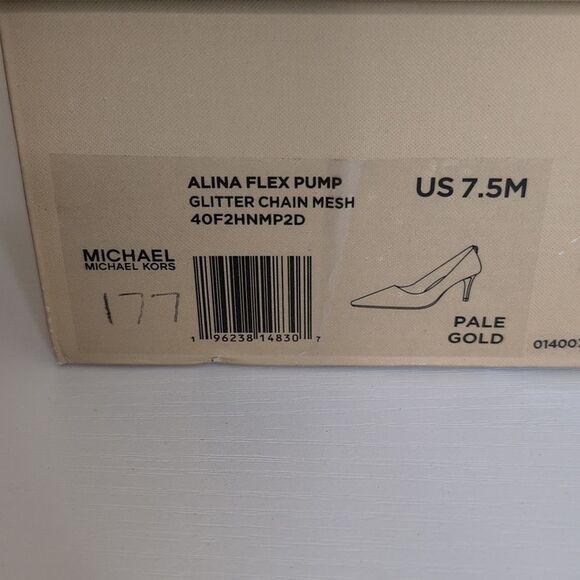 ALINA FLEX PUMP
GLITTER CHAIN MESH
40F2HNMP2D
US 7.5M
MICHAEL
MICHAEL KORS
177
1 96238 14830 7
PALE
GOLD